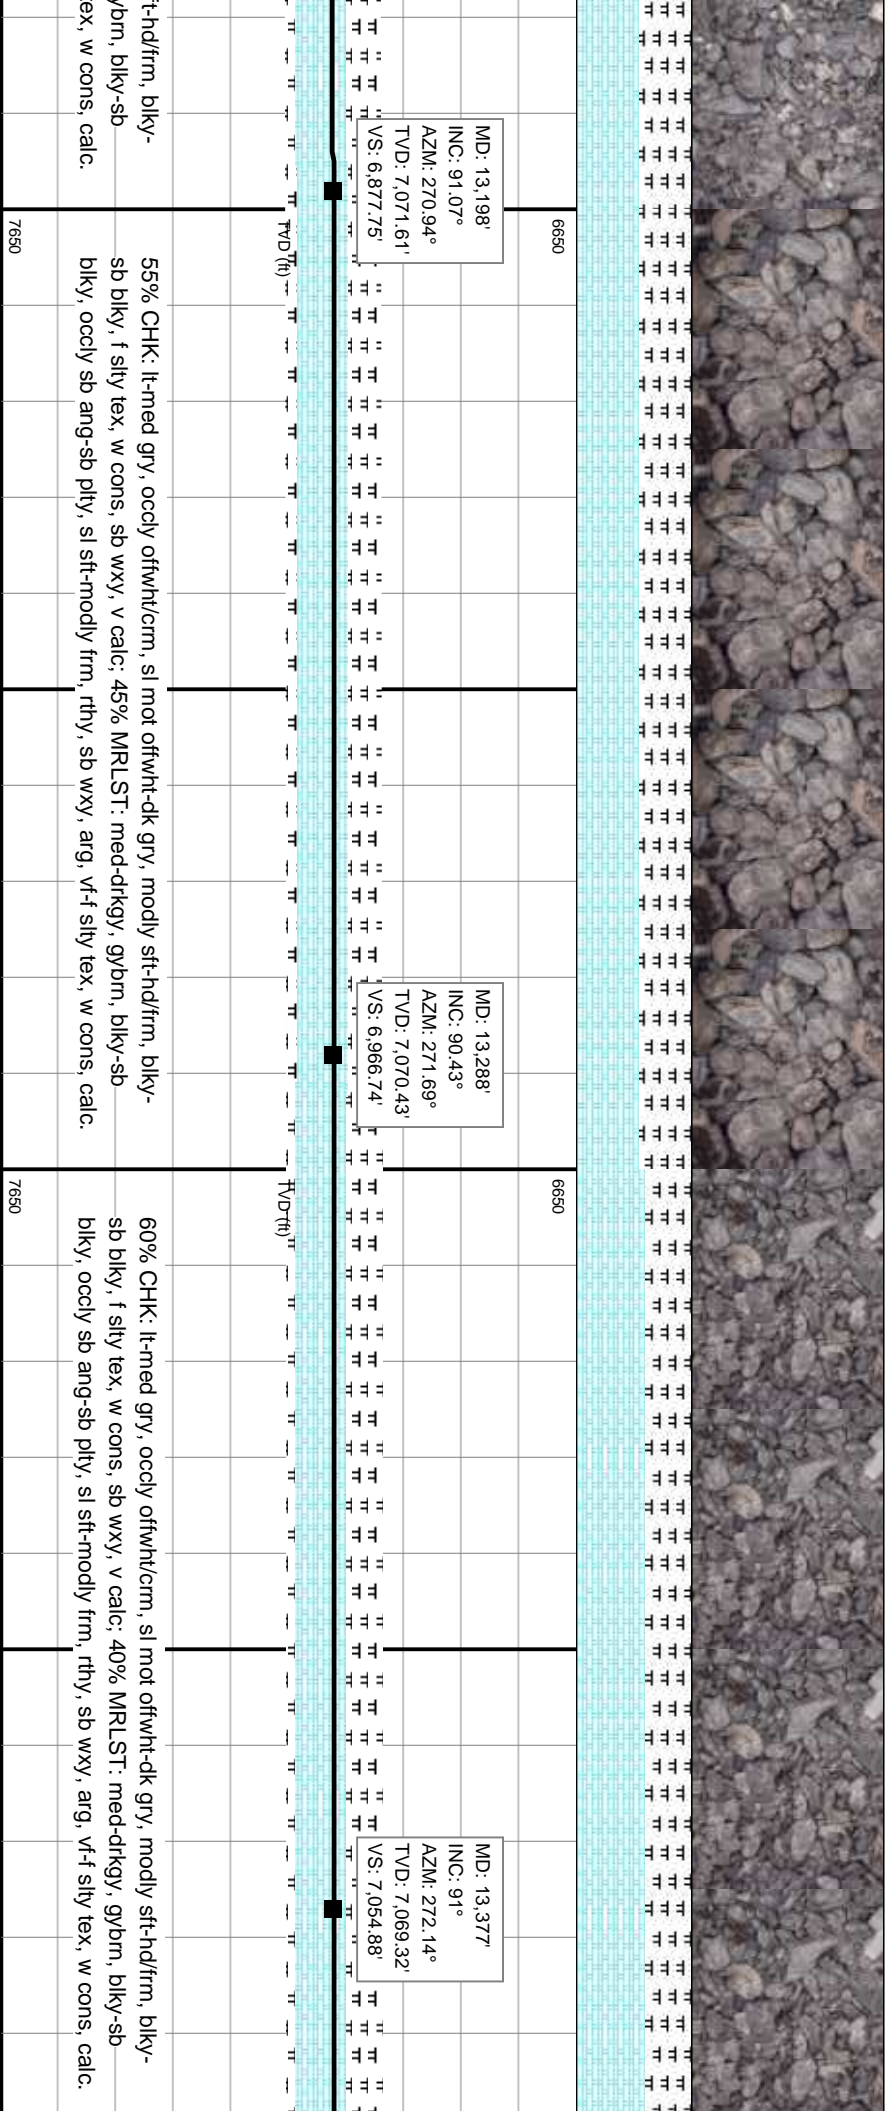 ft-hd/frm, blky-
ybrn, blky-sb
tex, w cons, calc.
MD: 13,198'
INC: 91.07°
AZM: 270.94°
TVD: 7,071.61'
VS: 6,877.75'
6650
TVD (ft)
7650
55% CHK: lt-med gry, occly offwht/crm, sl mot offwht-dk gry, modly sft-hd/frm, blky-
sb blky, f slty tex, w cons, sb wxy, v calc; 45% MRLST: med-drkgy, gybrn, blky-sb
blky, occly sb ang-sb plty, sl sft-modly frm, rthy, sb wxy, arg, vf-f slty tex, w cons, calc.
MD: 13,288'
INC: 90.43°
AZM: 271.69°
TVD: 7,070.43'
VS: 6,966.74'
6650
TVD (ft)
7650
60% CHK: lt-med gry, occly offwht/crm, sl mot offwht-dk gry, modly sft-hd/frm, blky-
sb blky, f slty tex, w cons, sb wxy, v calc; 40% MRLST: med-drkgy, gybrn, blky-sb
blky, occly sb ang-sb plty, sl sft-modly frm, rthy, sb wxy, arg, vf-f slty tex, w cons, calc.
MD: 13,377'
INC: 91°
AZM: 272.14°
TVD: 7,069.32'
VS: 7,054.88'